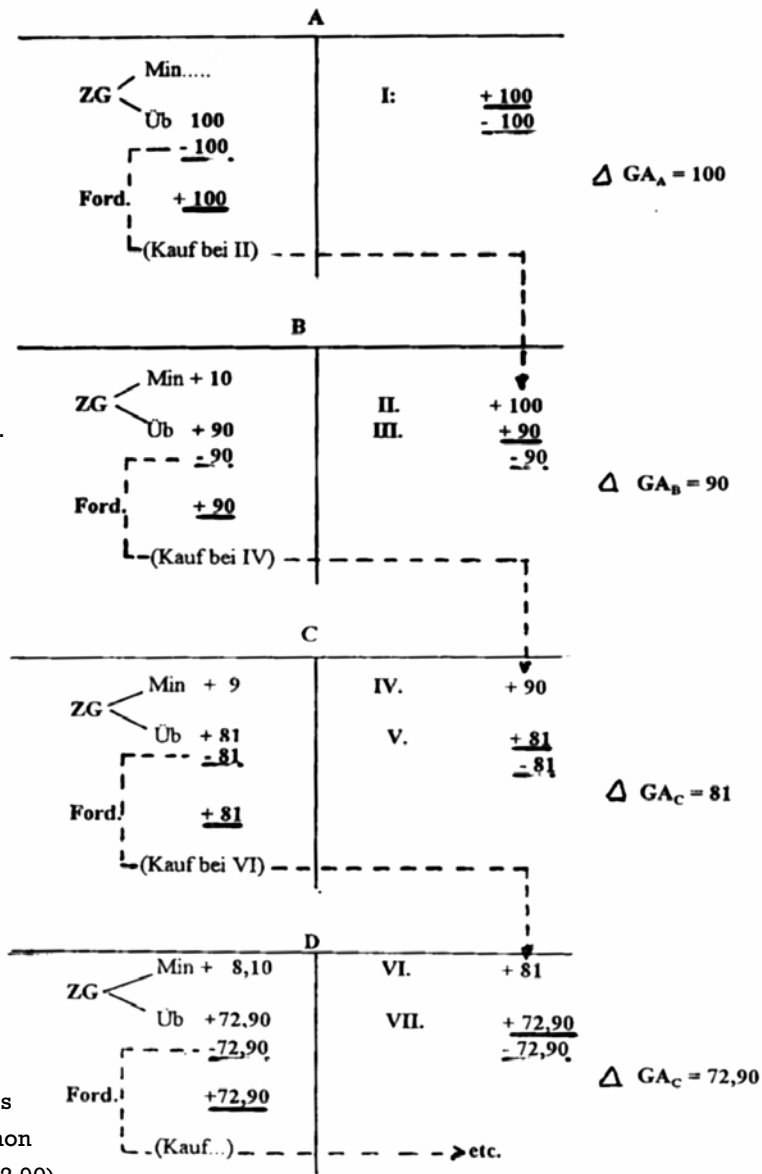 A
Min.....
ZG
I: + 100
Üb 100
- 100
- 100
Δ GA_A = 100
Ford. + 100
(Kauf bei II)
B
Min + 10
ZG
II. + 100
Üb + 90
III. + 90
- 90
- 90
Δ GA_B = 90
Ford. + 90
(Kauf bei IV)
C
Min + 9
IV. + 90
ZG
Üb + 81
V. + 81
- 81
- 81
Δ GA_C = 81
Ford. + 81
(Kauf bei VI)
D
Min + 8,10
VI. + 81
ZG
Üb +72,90
VII. + 72,90
-72,90
- 72,90
Δ GA_C = 72,90
Ford. +72,90
(Kauf...)
etc.